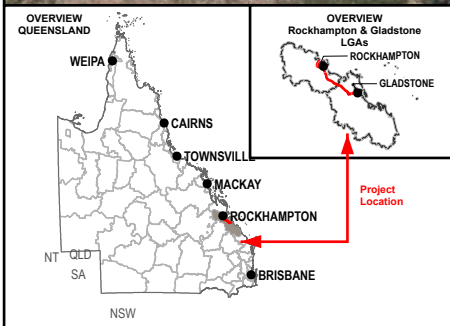 OVERVIEW
QUEENSLAND
WEIPA
CAIRNS
TOWNSVILLE
MACKAY
ROCKHAMPTON
BRISBANE
NT
QLD
SA
NSW
OVERVIEW
Rockhampton & Gladstone
LGAs
ROCKHAMPTON
GLADSTONE
Project
Location